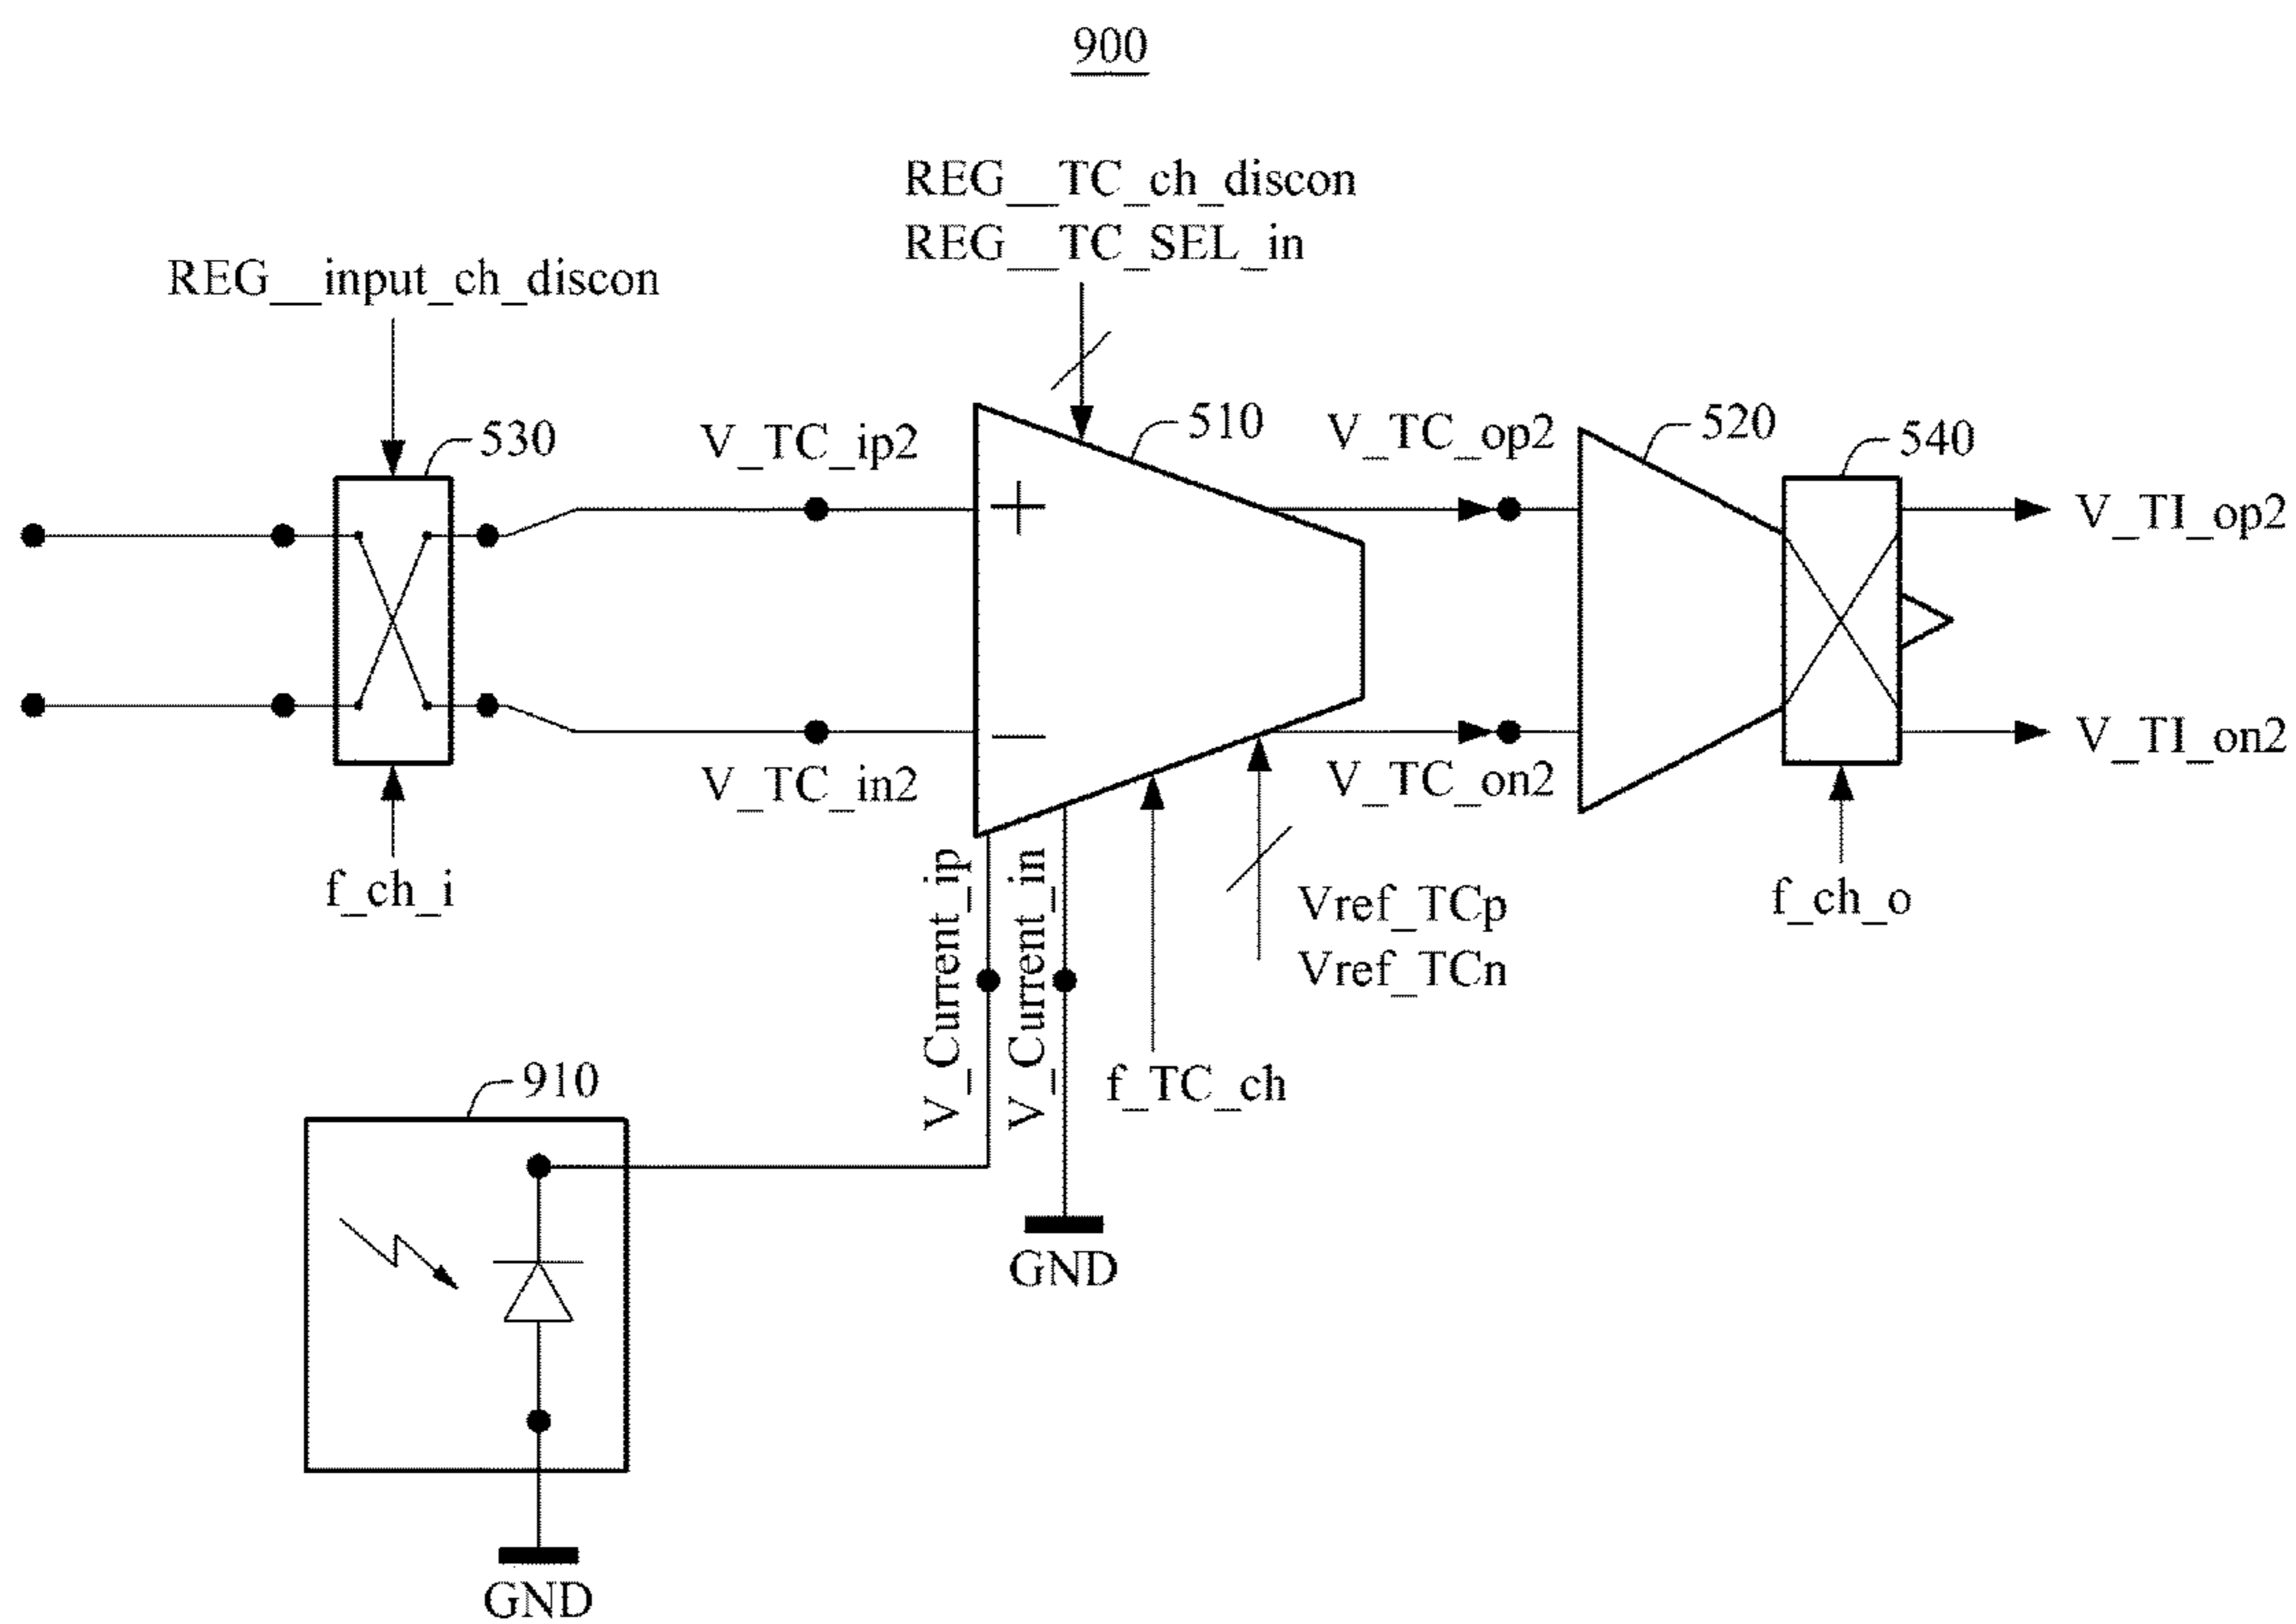 900
REG__TC_ch_discon
REG__TC_SEL_in
REG__input_ch_discon
530
V_TC_ip2
510
V_TC_op2
520
540
+
V_TI_op2
−
V_TI_on2
V_TC_in2
V_TC_on2
f_ch_i
V_Current_ip
V_Current_in
Vref_TCp
Vref_TCn
f_ch_o
f_TC_ch
910
GND
GND